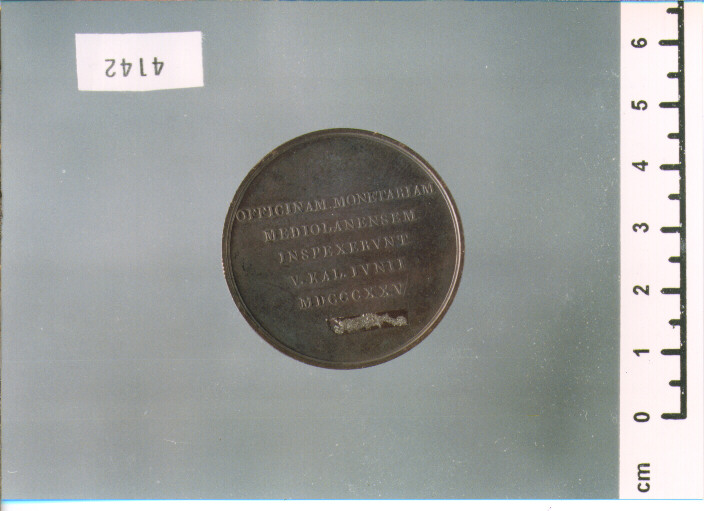 4142
OFFICINAM MONETARIAM
MEDIOLANENSEM
INSPEXERVNT
V. KAL. IVNII
MDCCCXXV
6
5
4
3
2
1
0
cm